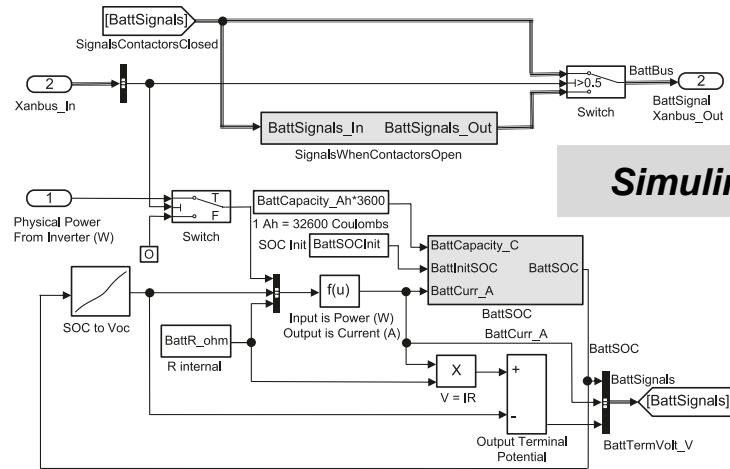 [BattSignals]
SignalsContactorsClosed
2
Xanbus_In
BattSignals_In BattSignals_Out
SignalsWhenContactorsOpen
>0.5
Switch
BattBus
2
BattSignal
Xanbus_Out
Simulin
1
Physical Power
From Inverter (W)
T
F
Switch
O
BattCapacity_Ah*3600
1 Ah = 32600 Coulombs
SOC Init
BattSOCInit
BattCapacity_C
BattInitSOC
BattCurr_A
BattSOC
BattSOC
SOC to Voc
f(u)
Input is Power (W)
Output is Current (A)
BattR_ohm
R internal
X
V = IR
+
-
Output Terminal
Potential
BattCurr_A
BattSOC
BattSignals
[BattSignals]
BattTermVolt_V